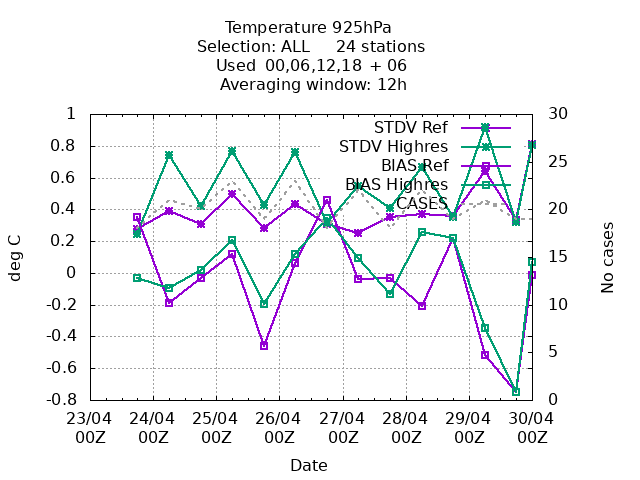 Temperature 925hPa
Selection: ALL 24 stations
Used 00,06,12,18 + 06
Averaging window: 12h
STDV Ref
STDV Highres
BIAS Ref
BIAS Highres
CASES
1
0.8
0.6
0.4
0.2
0
-0.2
-0.4
-0.6
-0.8
deg C
30
25
20
15
10
5
0
No cases
23/04 24/04 25/04 26/04 27/04 28/04 29/04 30/04
00Z 00Z 00Z 00Z 00Z 00Z 00Z 00Z
Date